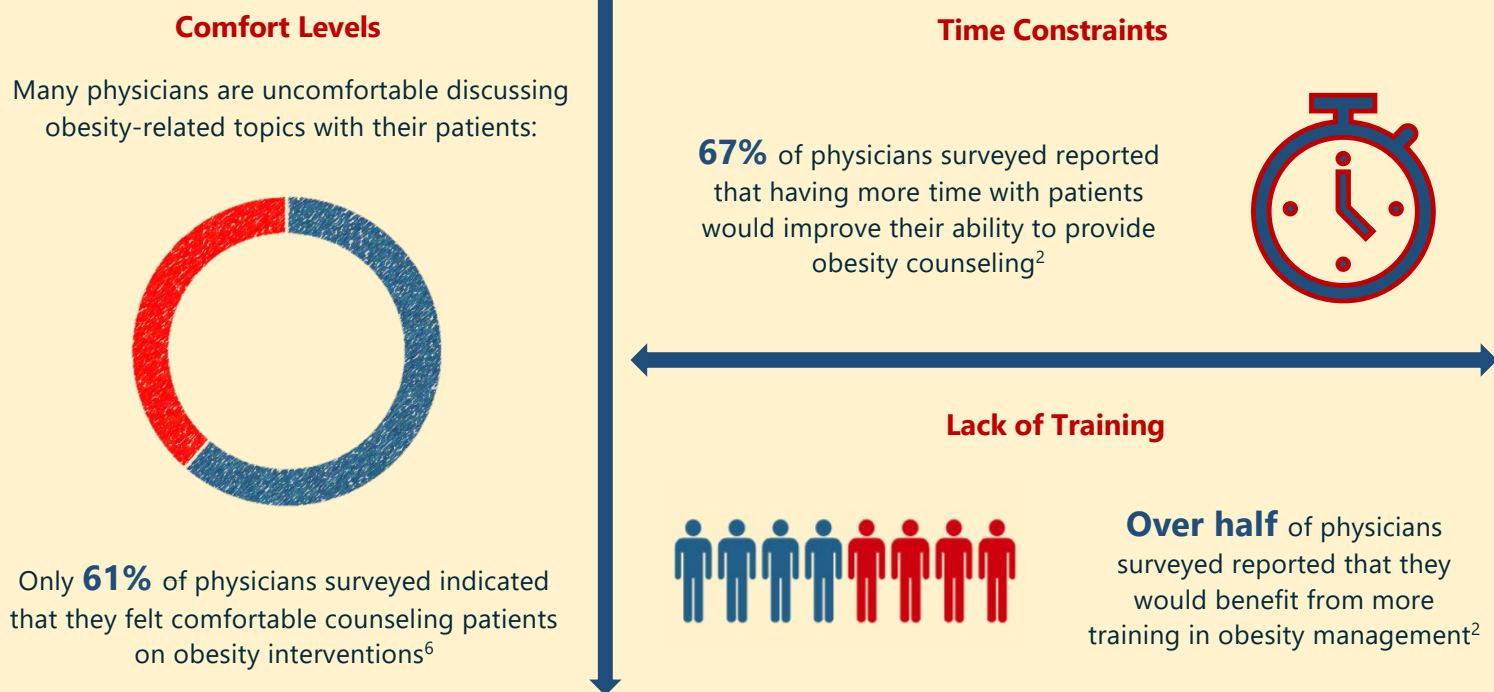 Comfort Levels
Many physicians are uncomfortable discussing
obesity-related topics with their patients:
Only 61% of physicians surveyed indicated
that they felt comfortable counseling patients
on obesity interventions⁶
Time Constraints
67% of physicians surveyed reported
that having more time with patients
would improve their ability to provide
obesity counseling²
Lack of Training
Over half of physicians
surveyed reported that they
would benefit from more
training in obesity management²